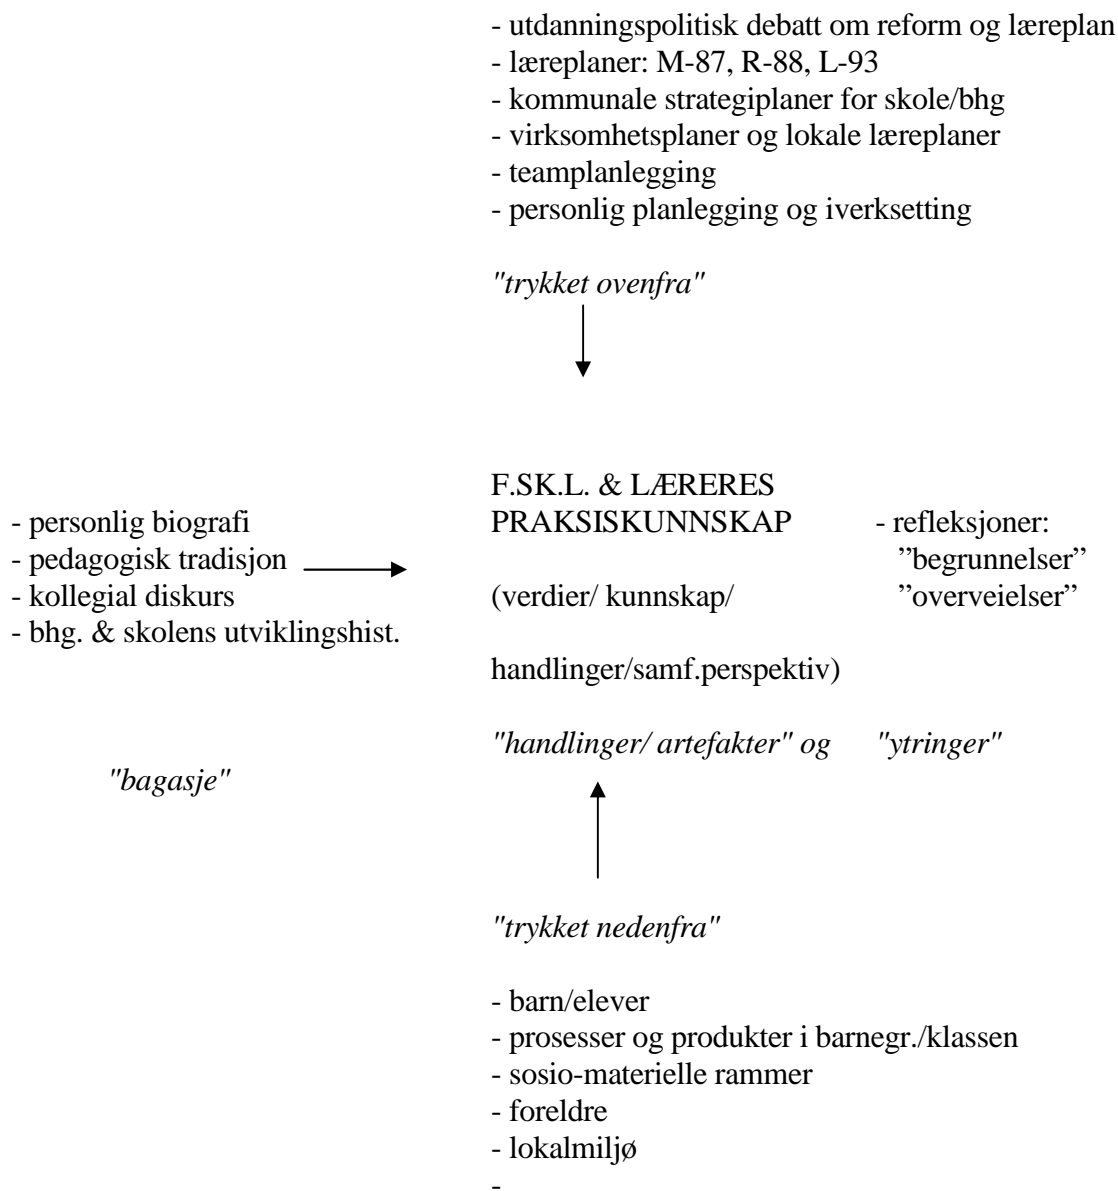 - utdanningspolitisk debatt om reform og læreplan
- læreplaner: M-87, R-88, L-93
- kommunale strategiplaner for skole/bhg
- virksomhetsplaner og lokale læreplaner
- teamplanlegging
- personlig planlegging og iverksetting
"trykket ovenfra"
- personlig biografi
- pedagogisk tradisjon
- kollegial diskurs
- bhg. & skolens utviklingshist.
"bagasje"
F.SK.L. & LÆRERES
PRAKSISKUNNSKAP
(verdier/ kunnskap/
handlinger/samf.perspektiv)
"handlinger/ artefakter" og
- refleksjoner:
”begrunnelser”
”overveielser”
"ytringer"
"trykket nedenfra"
- barn/elever
- prosesser og produkter i barnegr./klassen
- sosio-materielle rammer
- foreldre
- lokalmiljø
-